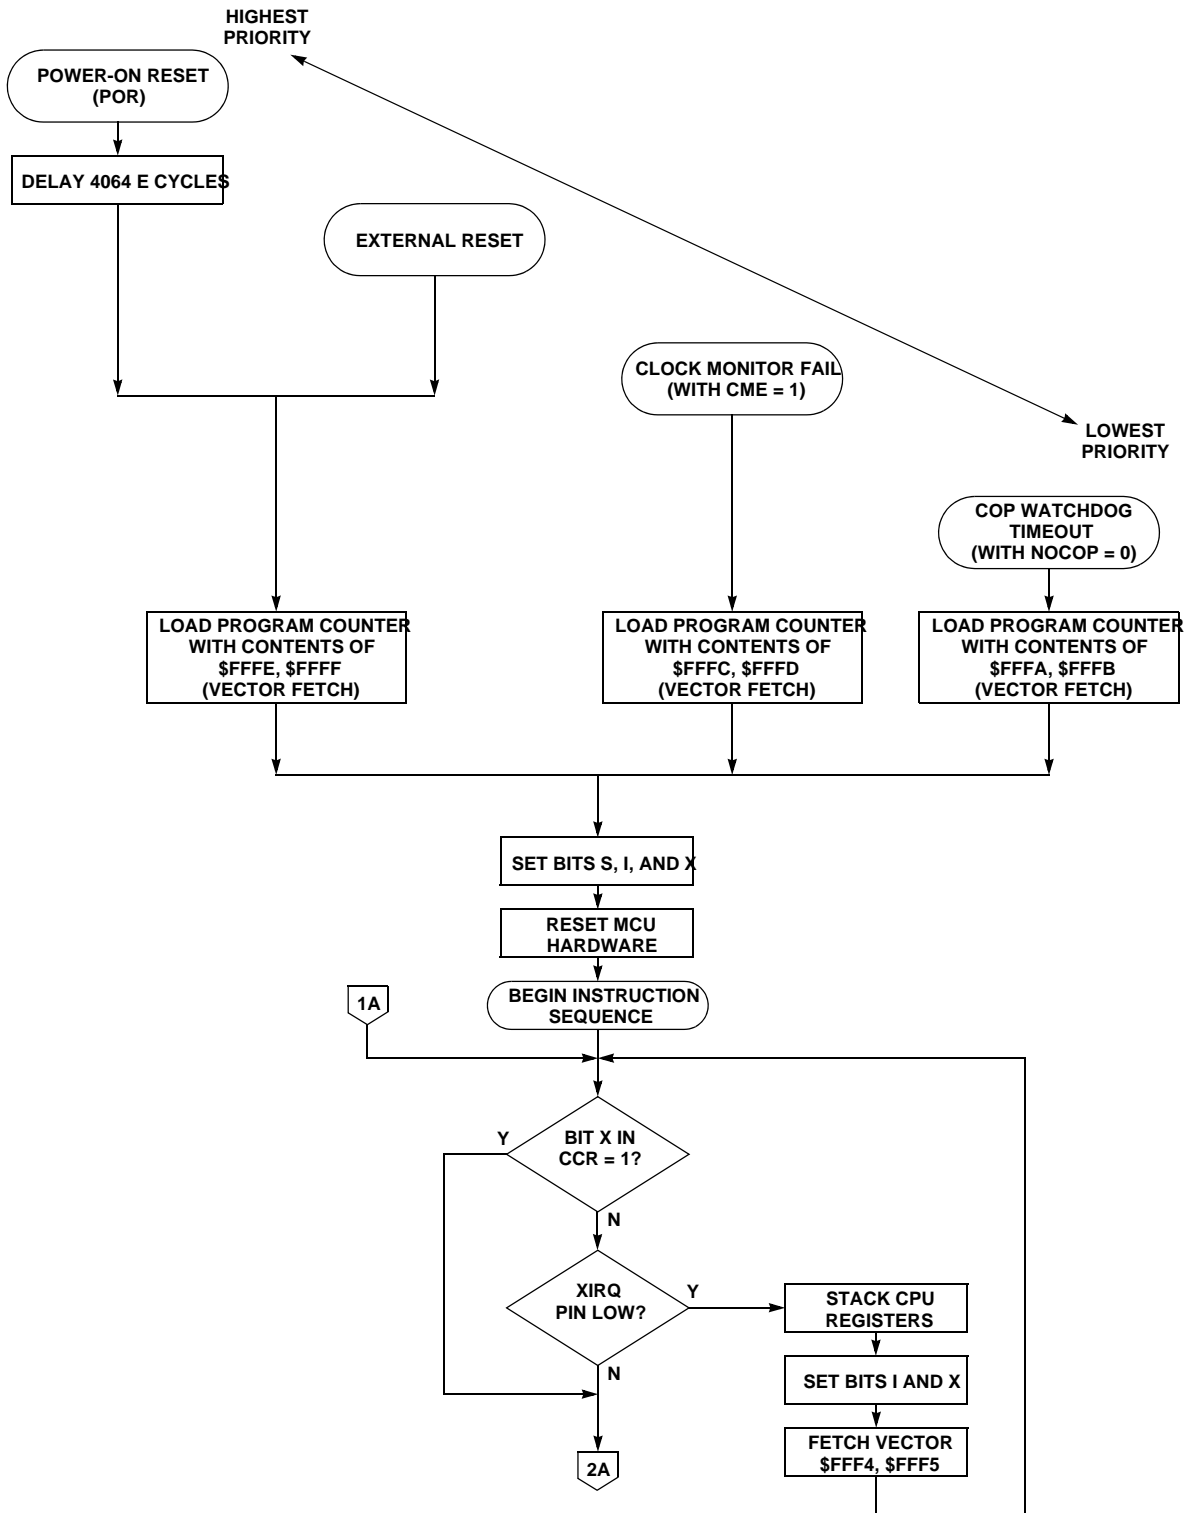 HIGHEST
PRIORITY
POWER-ON RESET
(POR)
DELAY 4064 E CYCLES
EXTERNAL RESET
CLOCK MONITOR FAIL
(WITH CME = 1)
LOWEST
PRIORITY
COP WATCHDOG
TIMEOUT
(WITH NOCOP = 0)
LOAD PROGRAM COUNTER
WITH CONTENTS OF
$FFFE, $FFFF
(VECTOR FETCH)
LOAD PROGRAM COUNTER
WITH CONTENTS OF
$FFFC, $FFFD
(VECTOR FETCH)
LOAD PROGRAM COUNTER
WITH CONTENTS OF
$FFFA, $FFFB
(VECTOR FETCH)
SET BITS S, I, AND X
RESET MCU
HARDWARE
BEGIN INSTRUCTION
SEQUENCE
1A
BIT X IN
CCR = 1?
Y
N
XIRQ
PIN LOW?
Y
N
STACK CPU
REGISTERS
SET BITS I AND X
FETCH VECTOR
$FFF4, $FFF5
2A